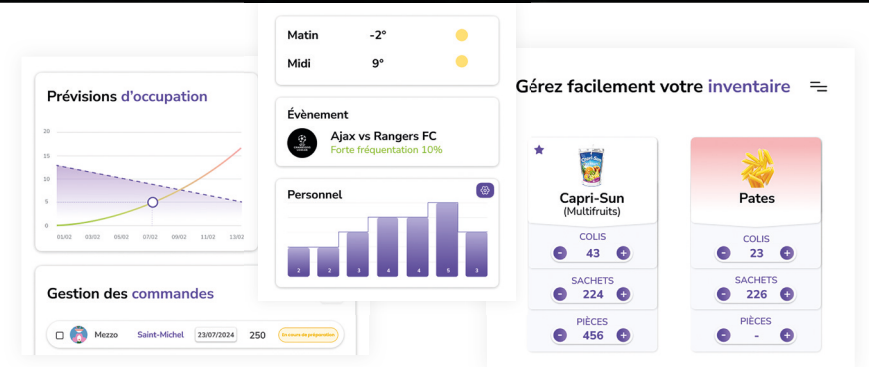 Prévisions d'occupation
20
15
10
5
0
01/02 03/02 05/02 07/02 09/02 11/02 13/02
Gestion des commandes
Mezzo Saint-Michel 23/07/2024 250 En cours de préparation
Matin -2°
Midi 9°
Évènement
Ajax vs Rangers FC
Forte fréquentation 10%
Personnel
2 2 3 4 4 5 3
Gérez facilement votre inventaire
Capri-Sun
(Multifruits)
COLIS
- 43 +
SACHETS
- 224 +
PIÈCES
- 456 +
Pates
COLIS
- 23 +
SACHETS
- 226 +
PIÈCES
- - +